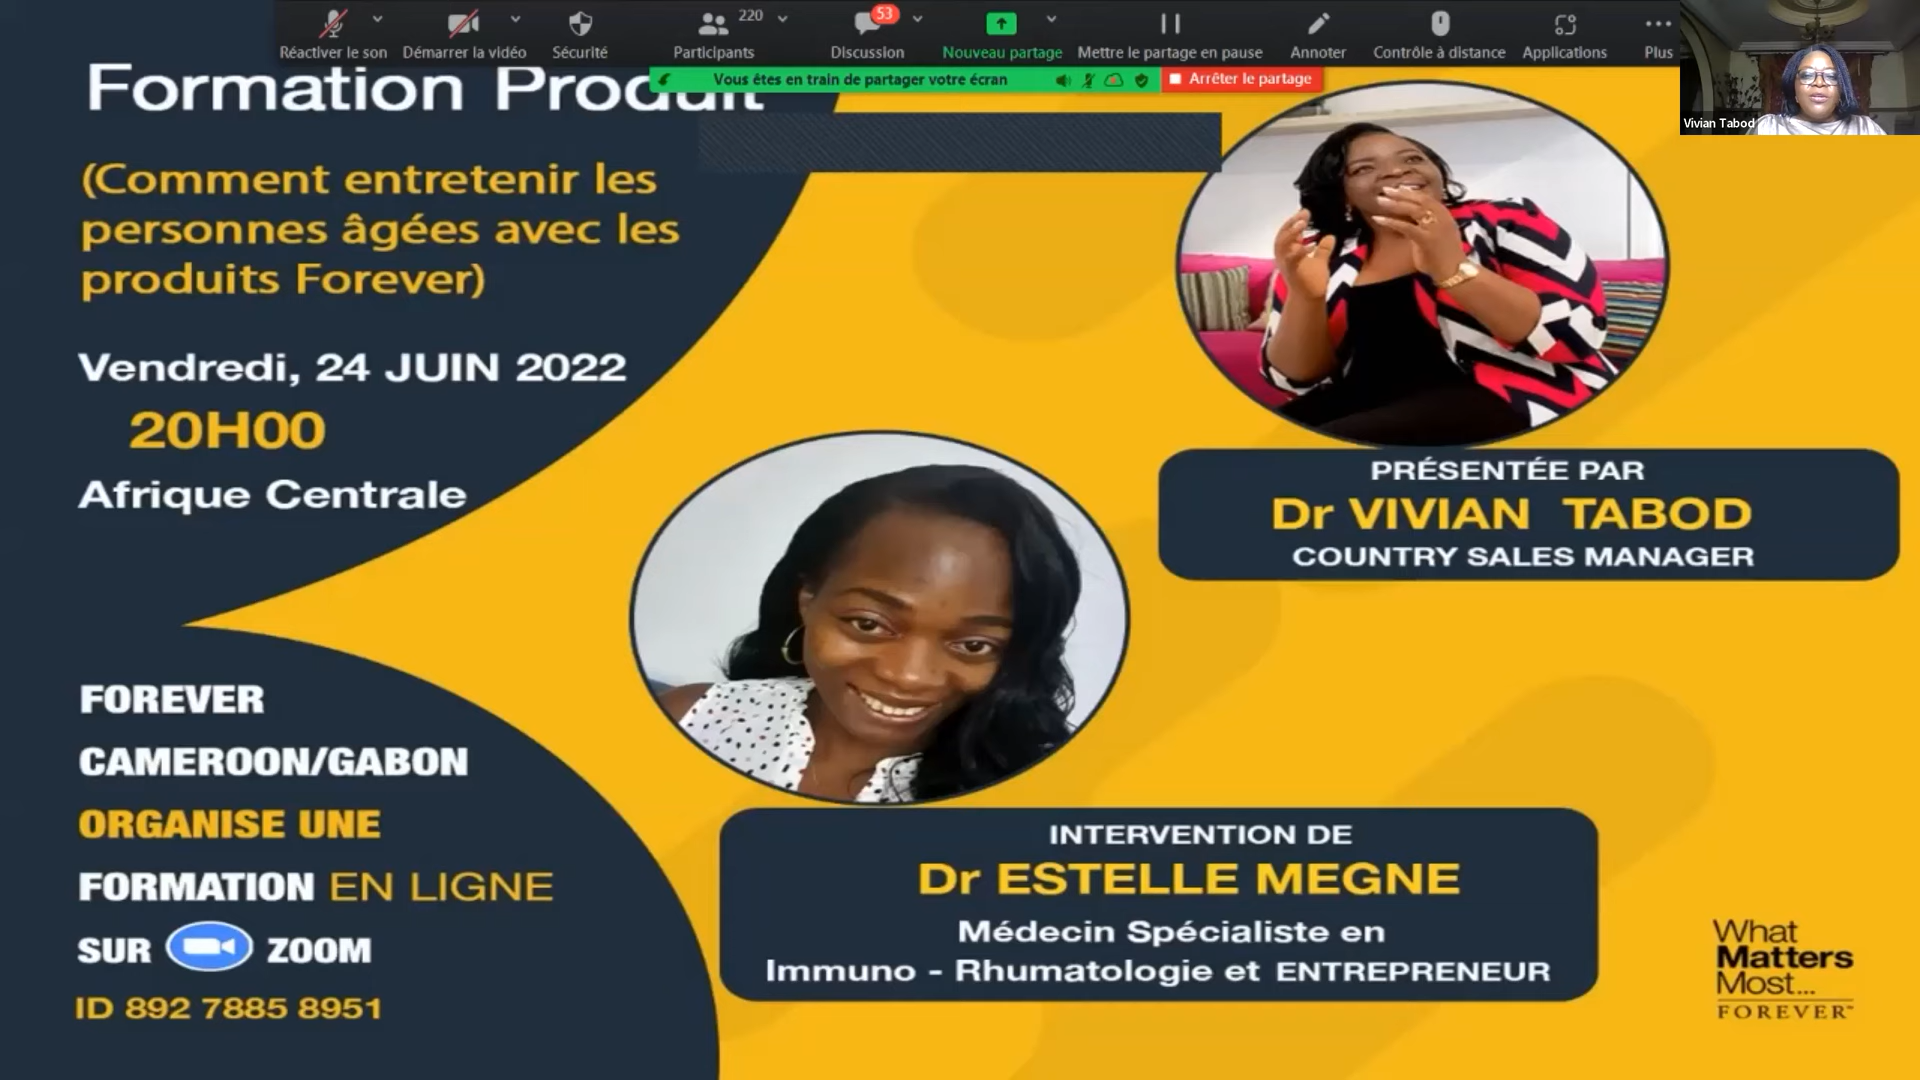 Réactiver le son
Démarrer la vidéo
Sécurité
220
Participants
53
Discussion
Nouveau partage
Mettre le partage en pause
Annoter
Contrôle à distance
Applications
Plus
Vous êtes en train de partager votre écran
Arrêter le partage
Vivian Tabod
Formation Produit
(Comment entretenir les
personnes âgées avec les
produits Forever)
Vendredi, 24 JUIN 2022
20H00
Afrique Centrale
FOREVER
CAMEROON/GABON
ORGANISE UNE
FORMATION EN LIGNE
SUR ZOOM
ID 892 7885 8951
PRÉSENTÉE PAR
Dr VIVIAN TABOD
COUNTRY SALES MANAGER
INTERVENTION DE
Dr ESTELLE MEGNE
Médecin Spécialiste en
Immuno - Rhumatologie et ENTREPRENEUR
What
Matters
Most...
FOREVER™